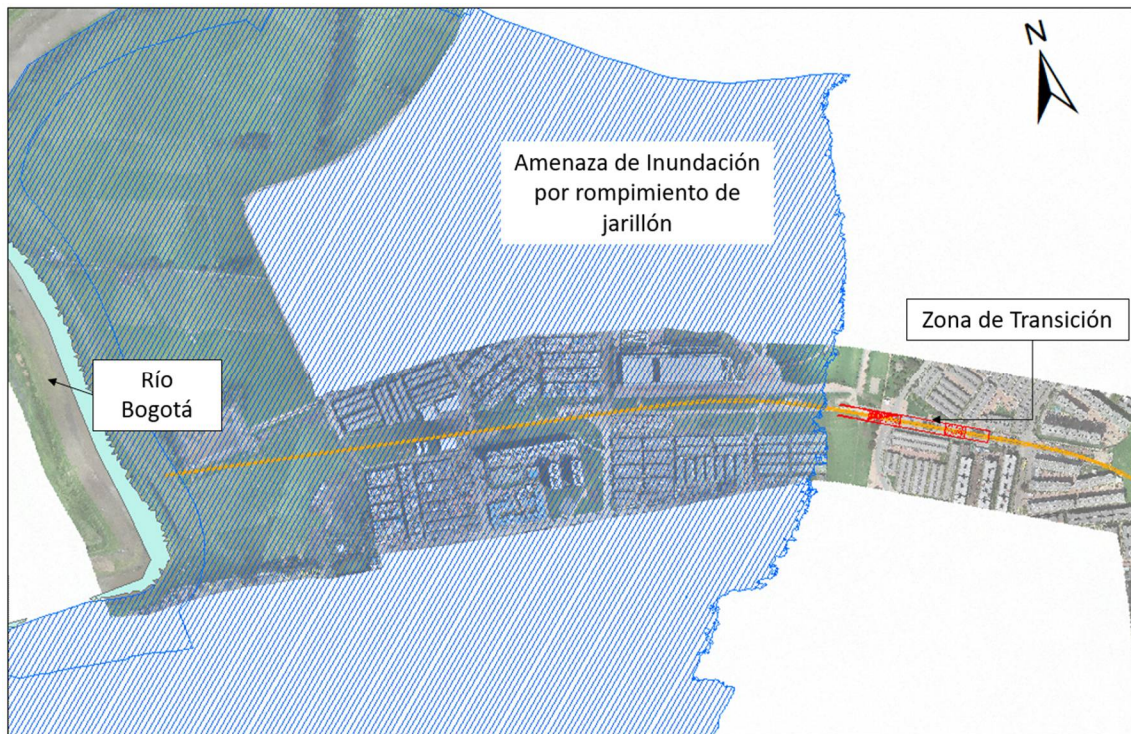 N
Amenaza de Inundación
por rompimiento de
jarillón
Zona de Transición
Río
Bogotá